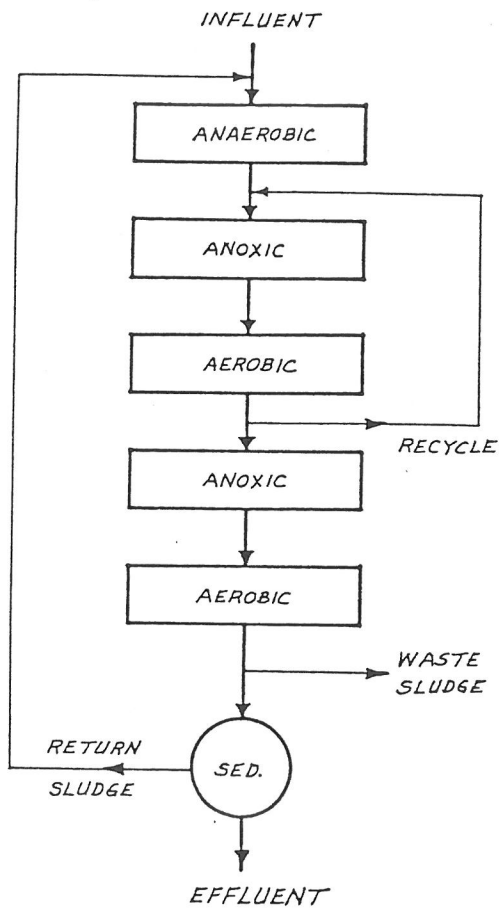 INFLUENT
ANAEROBIC
ANOXIC
AEROBIC
RECYCLE
ANOXIC
AEROBIC
WASTE
SLUDGE
RETURN
SLUDGE
SED.
EFFLUENT